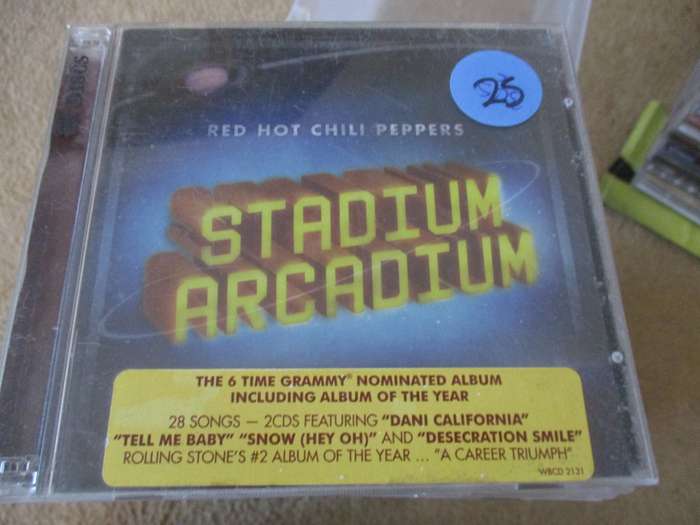 25
RED HOT CHILI PEPPERS
STADIUM
ARCADIUM
THE 6 TIME GRAMMY® NOMINATED ALBUM
INCLUDING ALBUM OF THE YEAR
28 SONGS — 2CDS FEATURING "DANI CALIFORNIA"
"TELL ME BABY" "SNOW (HEY OH)" AND "DESECRATION SMILE"
ROLLING STONE'S #2 ALBUM OF THE YEAR ... "A CAREER TRIUMPH"
WBCD 2121